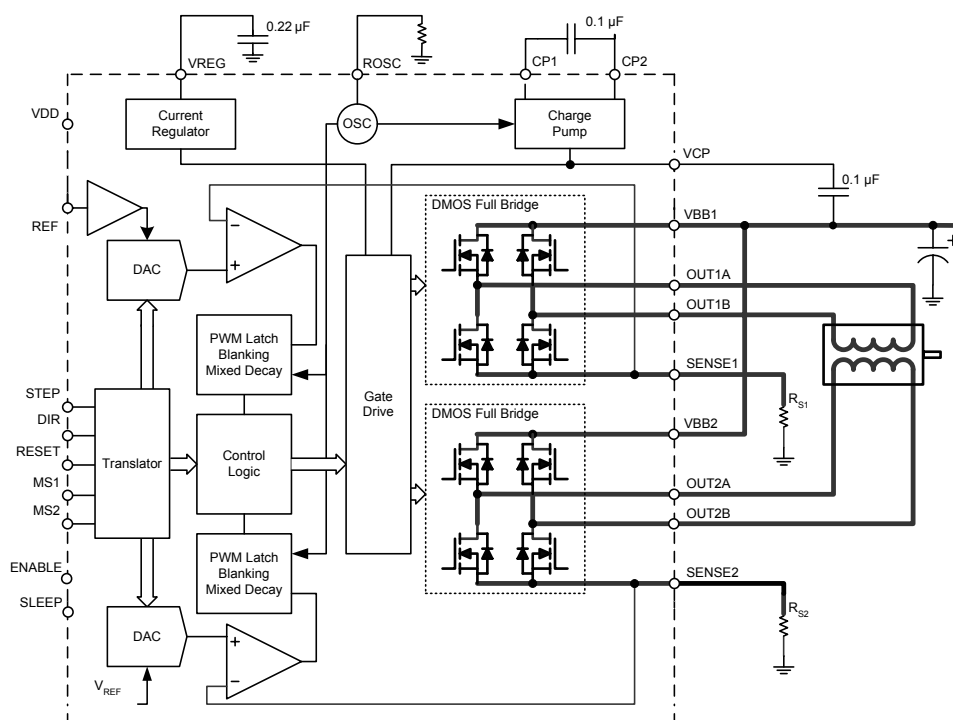 0.22 µF
0.1 µF
VREG
ROSC
CP1
CP2
VDD
Current
Regulator
OSC
Charge
Pump
VCP
0.1 µF
REF
DMOS Full Bridge
VBB1
+
−
DAC
+
OUT1A
OUT1B
PWM Latch
Blanking
Mixed Decay
SENSE1
Gate
Drive
STEP
DIR
RESET
MS1
MS2
Translator
Control
Logic
DMOS Full Bridge
RS1
VBB2
OUT2A
OUT2B
PWM Latch
Blanking
Mixed Decay
ENABLE
SLEEP
SENSE2
RS2
DAC
+
−
VREF